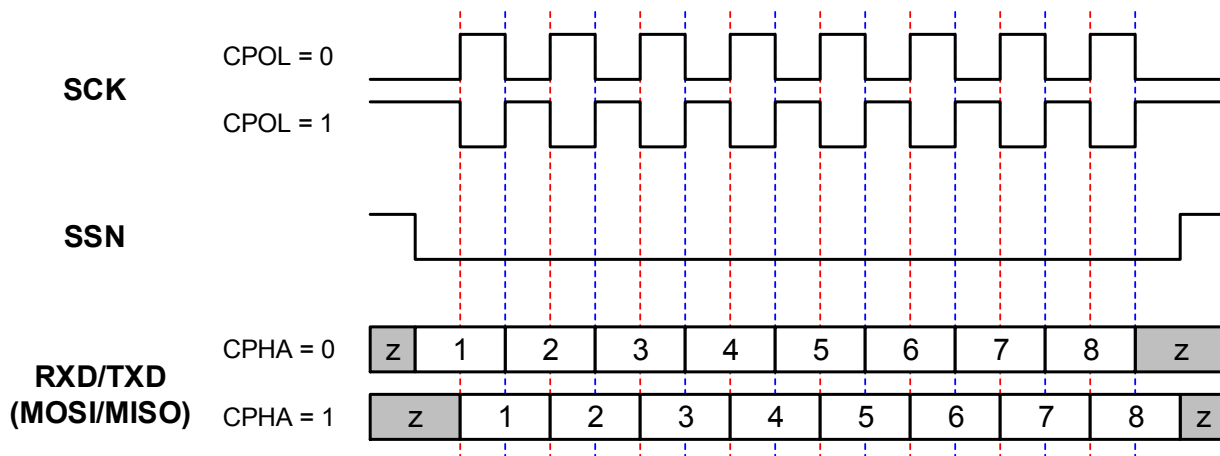 CPOL = 0
SCK
CPOL = 1
SSN
CPHA = 0 z 1 2 3 4 5 6 7 8 z
RXD/TXD
(MOSI/MISO)
CPHA = 1 z 1 2 3 4 5 6 7 8 z